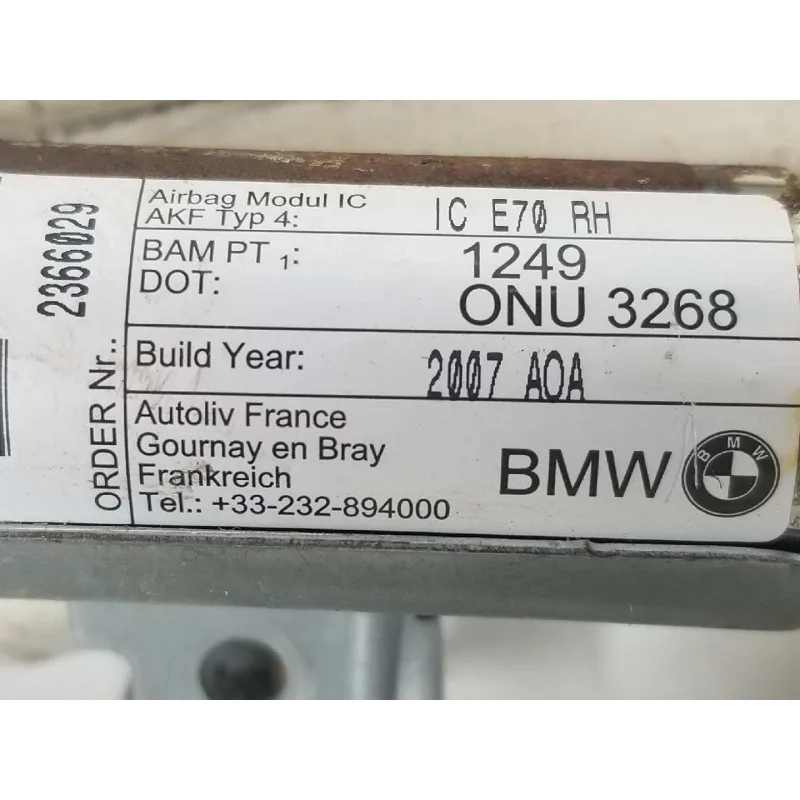 Airbag Modul IC
AKF Typ 4: IC E70 RH
BAM PT 1: 1249
DOT: ONU 3268
Build Year: 2007 AOA
Autoliv France
Gournay en Bray
Frankreich
Tel.: +33-232-894000
BMW
BMW
ORDER Nr.: 2366029